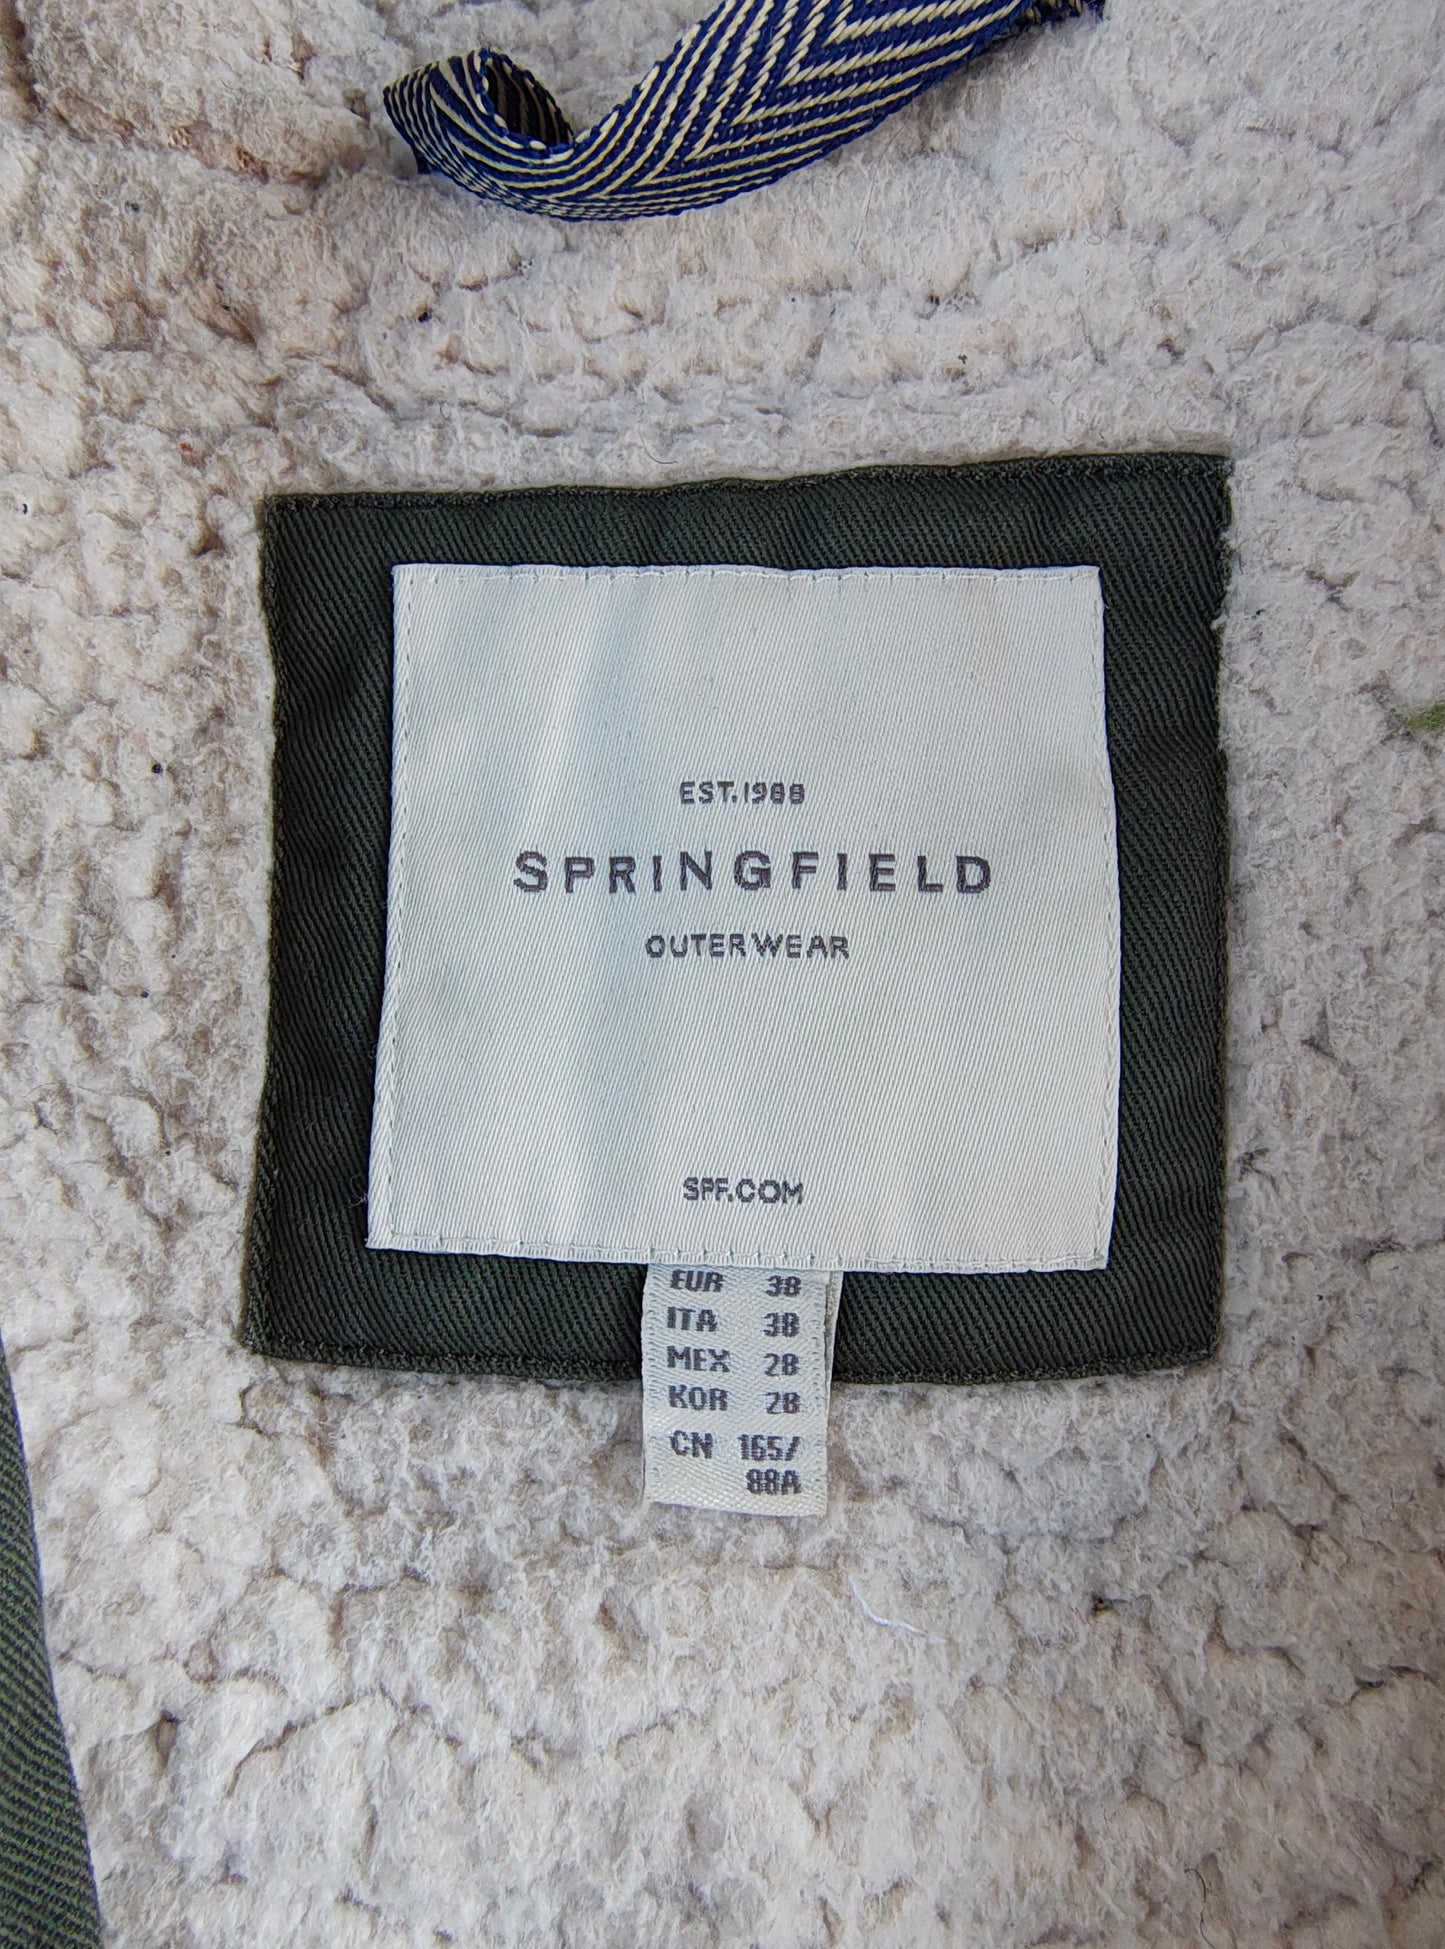 EST.1988
SPRINGFIELD
OUTERWEAR
SPF.COM
EUR 38
ITA 38
MEX 28
KOR 28
CN 165/
88A